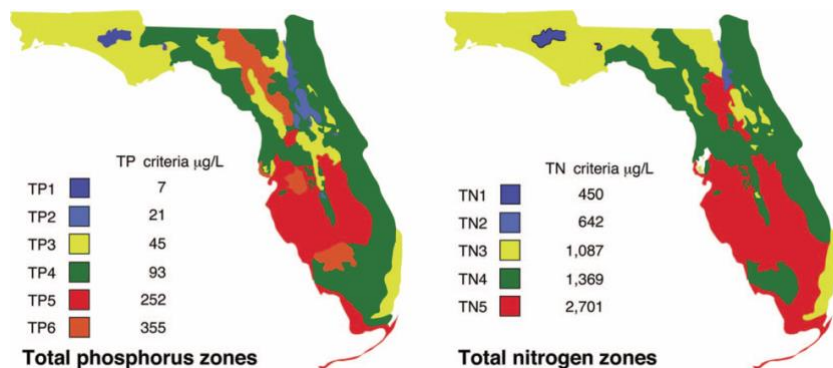 TP criteria µg/L
TP1 7
TP2 21
TP3 45
TP4 93
TP5 252
TP6 355
Total phosphorus zones
TN criteria µg/L
TN1 450
TN2 642
TN3 1,087
TN4 1,369
TN5 2,701
Total nitrogen zones